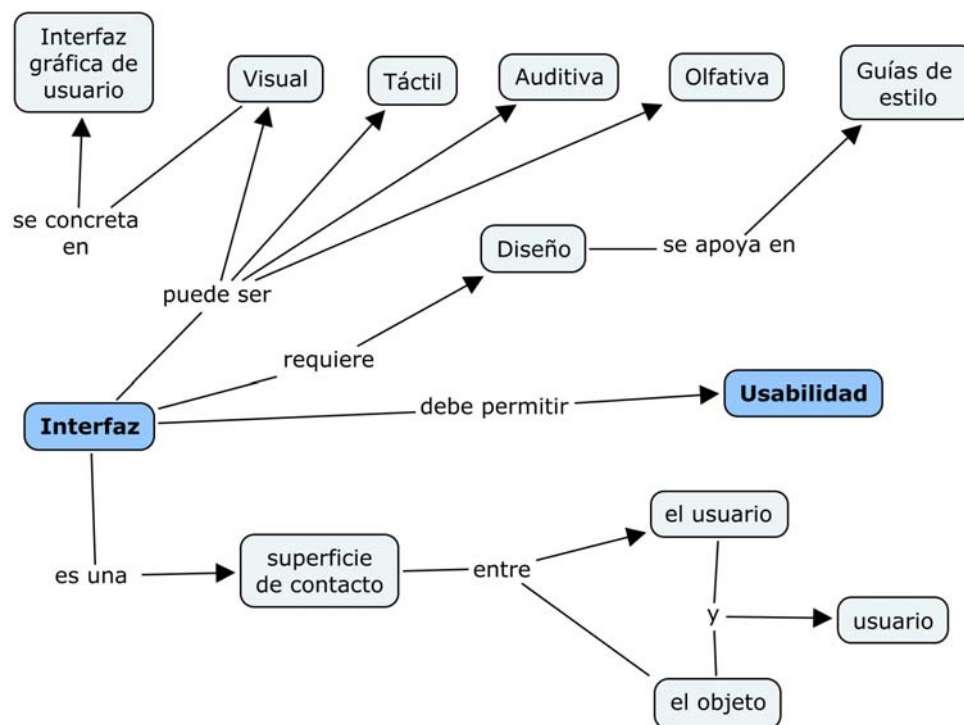 Interfaz
gráfica de
usuario
Visual
Táctil
Auditiva
Olfativa
Guías de
estilo
se concreta
en
Diseño
se apoya en
puede ser
requiere
Interfaz
debe permitir
Usabilidad
es una
superficie
de contacto
entre
el usuario
y
usuario
el objeto